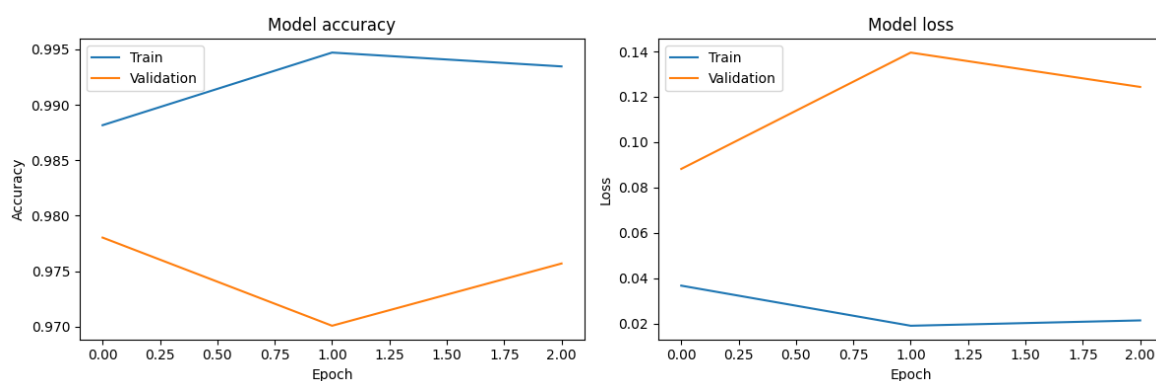 Model accuracy
0.995
0.990
0.985
0.980
0.975
0.970
Accuracy
Train
Validation
0.00 0.25 0.50 0.75 1.00 1.25 1.50 1.75 2.00
Epoch
Model loss
0.14
0.12
0.10
0.08
0.06
0.04
0.02
Loss
Train
Validation
0.00 0.25 0.50 0.75 1.00 1.25 1.50 1.75 2.00
Epoch